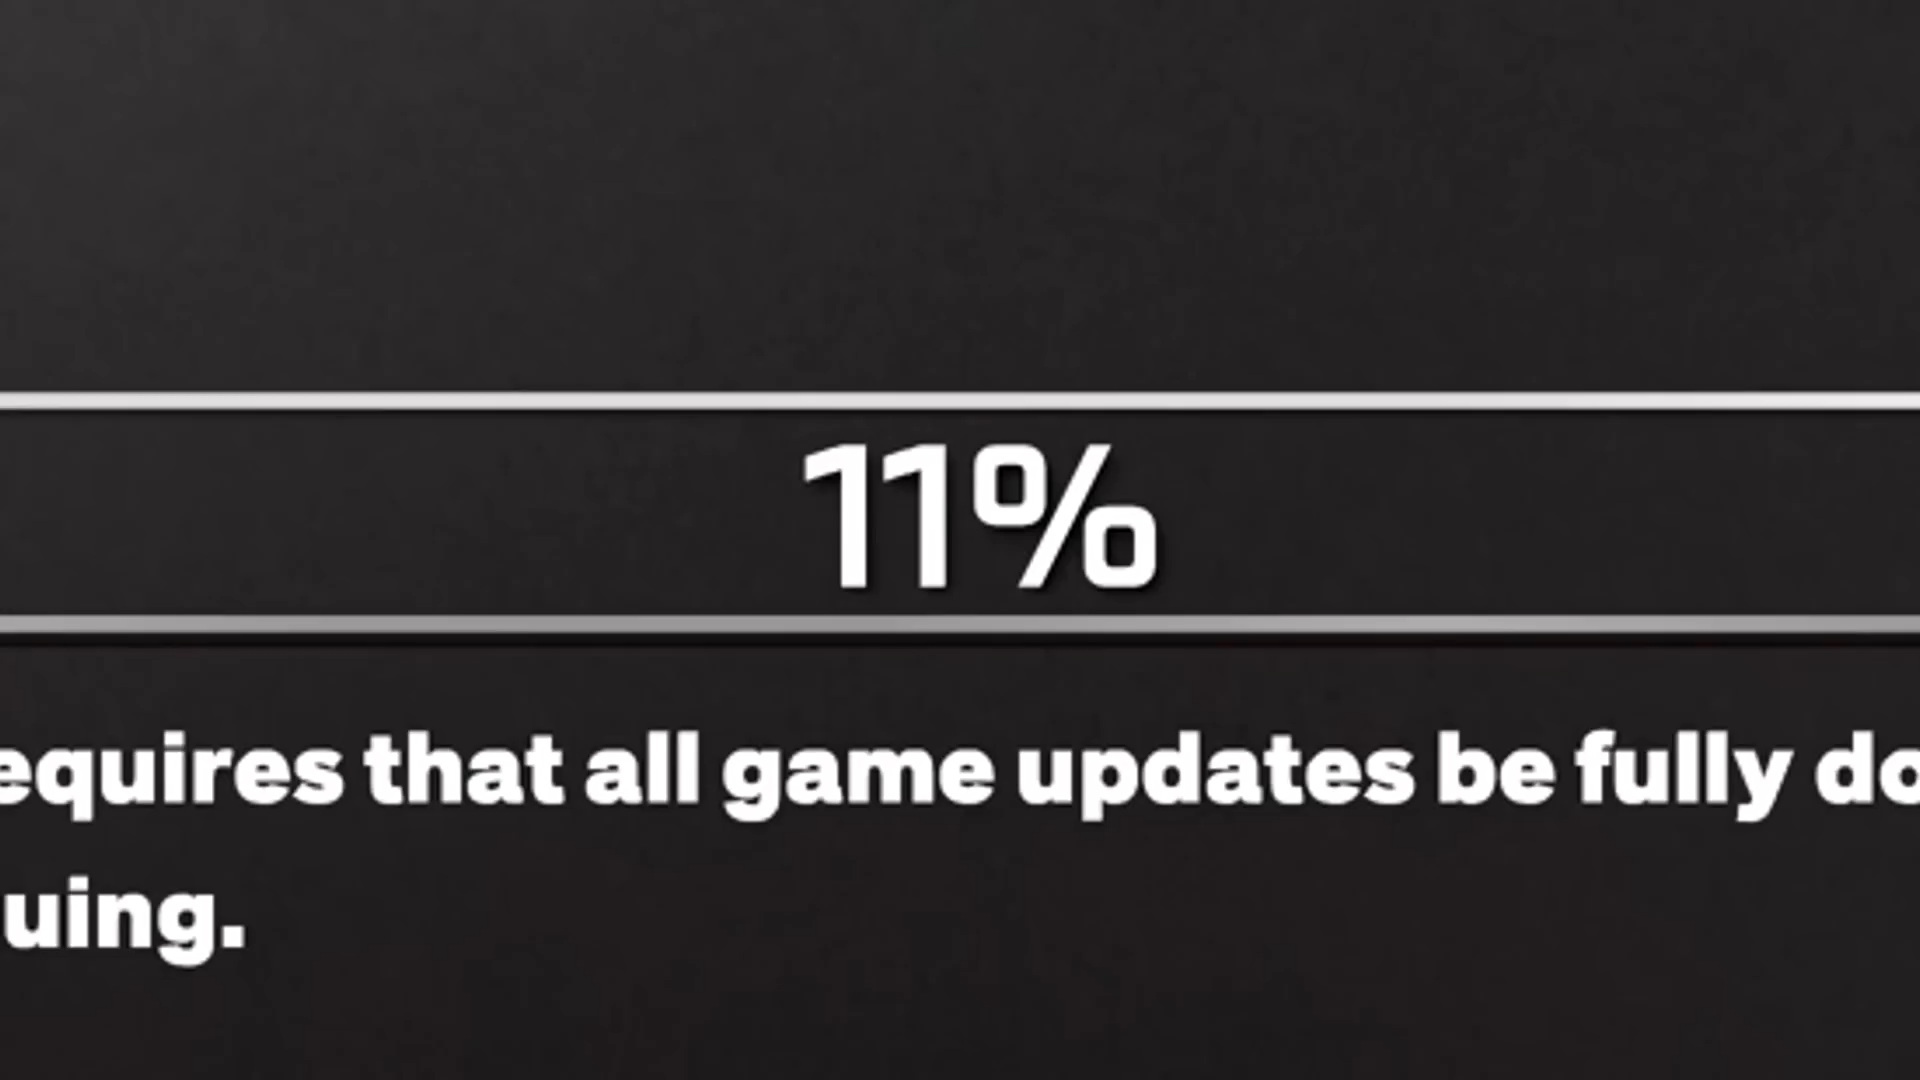 11%
equires that all game updates be fully do
uing.